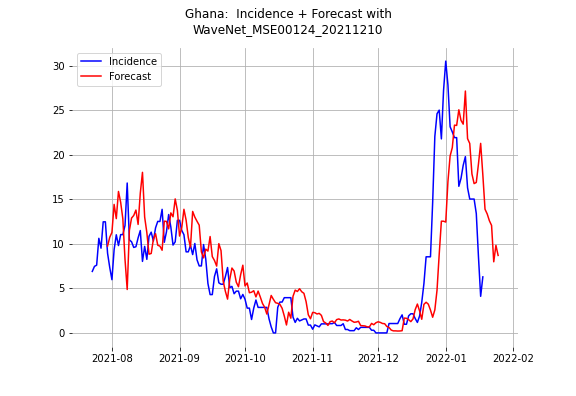 Ghana:  Incidence + Forecast with
WaveNet_MSE00124_20211210
Incidence
Forecast
30
25
20
15
10
5
0
2021-08 2021-09 2021-10 2021-11 2021-12 2022-01 2022-02